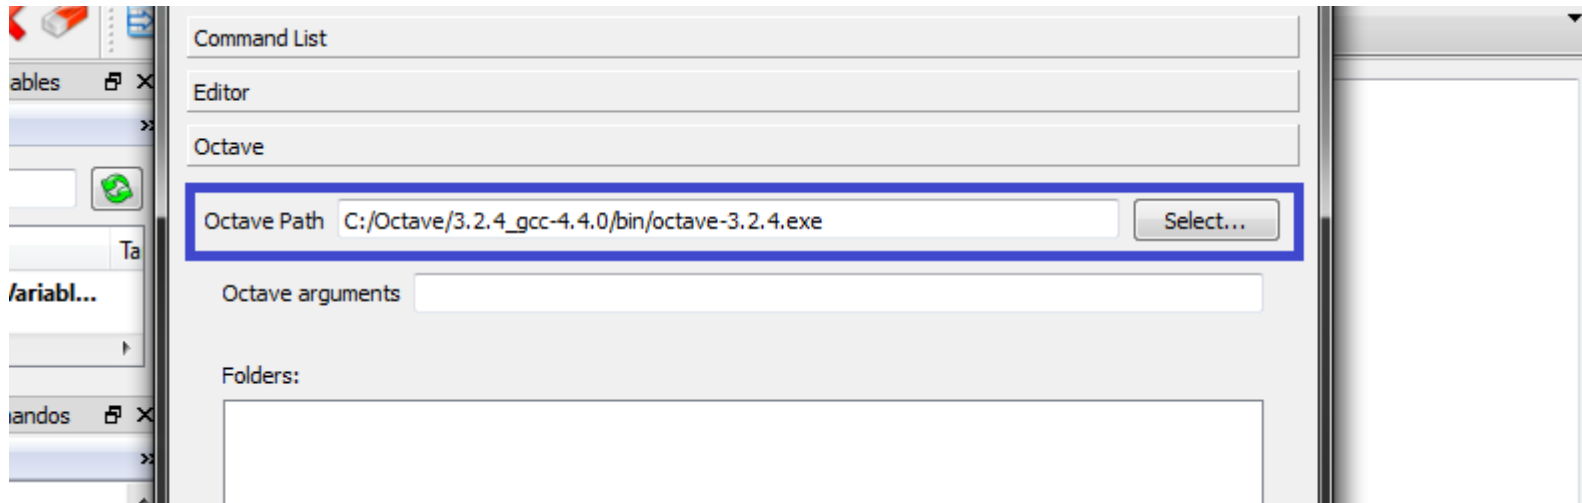 Command List
ables
Editor
Octave
Octave Path C:/Octave/3.2.4_gcc-4.4.0/bin/octave-3.2.4.exe Select...
Ta
Variabl...
Octave arguments
Folders:
andos